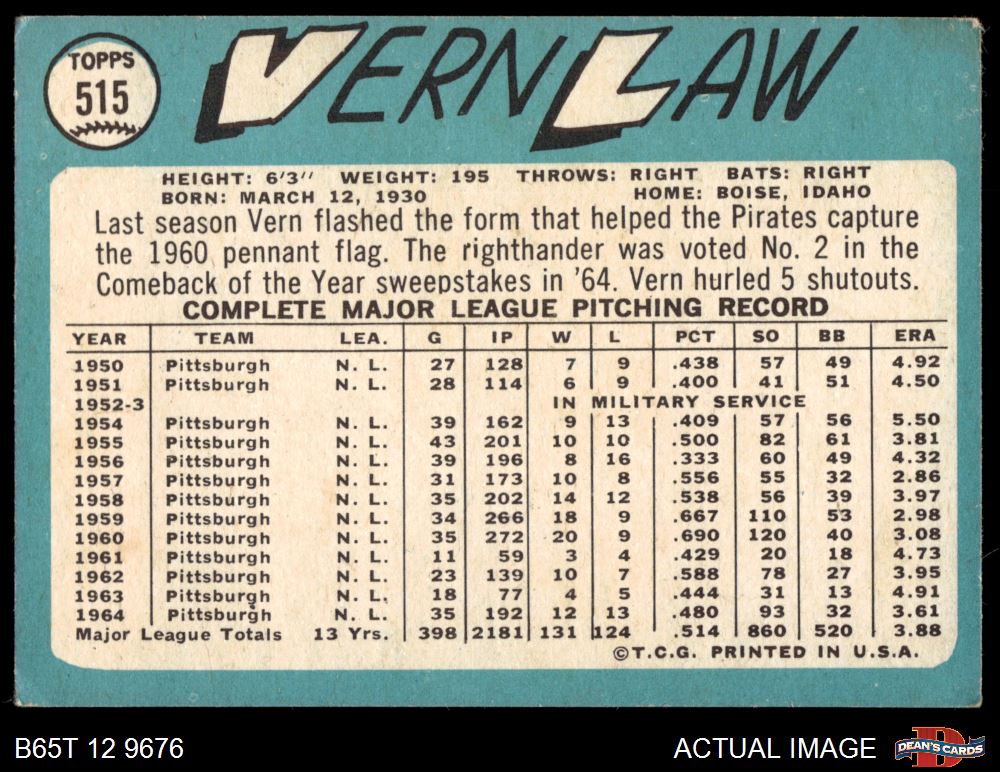 TOPPS
515
VERN LAW
HEIGHT: 6'3" WEIGHT: 195 THROWS: RIGHT BATS: RIGHT
BORN: MARCH 12, 1930 HOME: BOISE, IDAHO
Last season Vern flashed the form that helped the Pirates capture
the 1960 pennant flag. The righthander was voted No. 2 in the
Comeback of the Year sweepstakes in '64. Vern hurled 5 shutouts.
COMPLETE MAJOR LEAGUE PITCHING RECORD
YEAR TEAM LEA. G IP W L PCT SO BB ERA
1950 Pittsburgh N. L. 27 128 7 9 .438 57 49 4.92
1951 Pittsburgh N. L. 28 114 6 9 .400 41 51 4.50
1952-3 IN MILITARY SERVICE
1954 Pittsburgh N. L. 39 162 9 13 .409 57 56 5.50
1955 Pittsburgh N. L. 43 201 10 10 .500 82 61 3.81
1956 Pittsburgh N. L. 39 196 8 16 .333 60 49 4.32
1957 Pittsburgh N. L. 31 173 10 8 .556 55 32 2.86
1958 Pittsburgh N. L. 35 202 14 12 .538 56 39 3.97
1959 Pittsburgh N. L. 34 266 18 9 .667 110 53 2.98
1960 Pittsburgh N. L. 35 272 20 9 .690 120 40 3.08
1961 Pittsburgh N. L. 11 59 3 4 .429 20 18 4.73
1962 Pittsburgh N. L. 23 139 10 7 .588 78 27 3.95
1963 Pittsburgh N. L. 18 77 4 5 .444 31 13 4.91
1964 Pittsburgh N. L. 35 192 12 13 .480 93 32 3.61
Major League Totals 13 Yrs. 398 2181 131 124 .514 860 520 3.88
©T.C.G. PRINTED IN U.S.A.
B65T 12 9676
ACTUAL IMAGE
D
DEAN'S CARDS